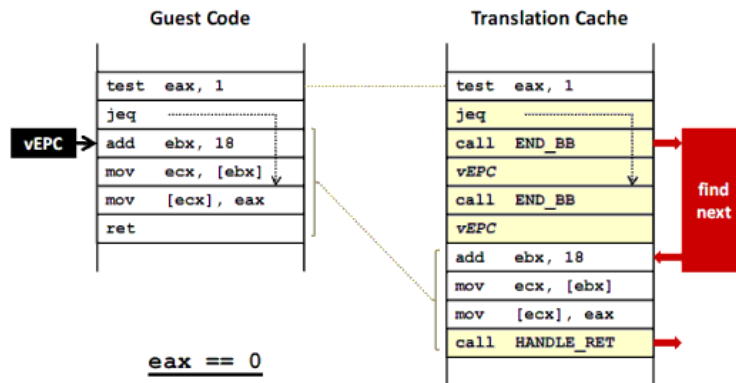 Guest Code
Translation Cache
test eax, 1
jeq
add ebx, 18
mov ecx, [ebx]
mov [ecx], eax
ret
vEPC
test eax, 1
jeq
call END_BB
vEPC
call END_BB
vEPC
add ebx, 18
mov ecx, [ebx]
mov [ecx], eax
call HANDLE_RET
find
next
eax == 0